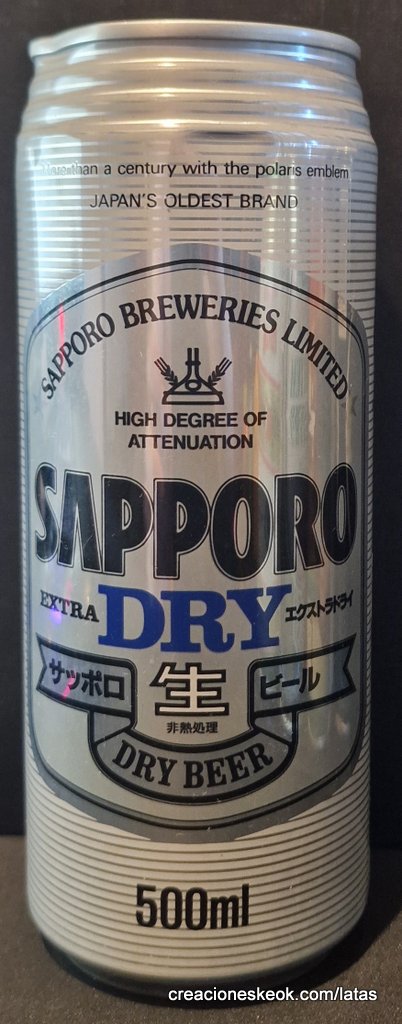 More than a century with the polaris emblem
JAPAN'S OLDEST BRAND
SAPPORO BREWERIES LIMITED
HIGH DEGREE OF
ATTENUATION
SAPPORO
EXTRA DRY エクストラドライ
サッポロ 生 ビール
非熱処理
DRY BEER
500ml
creacioneskeok.com/latas